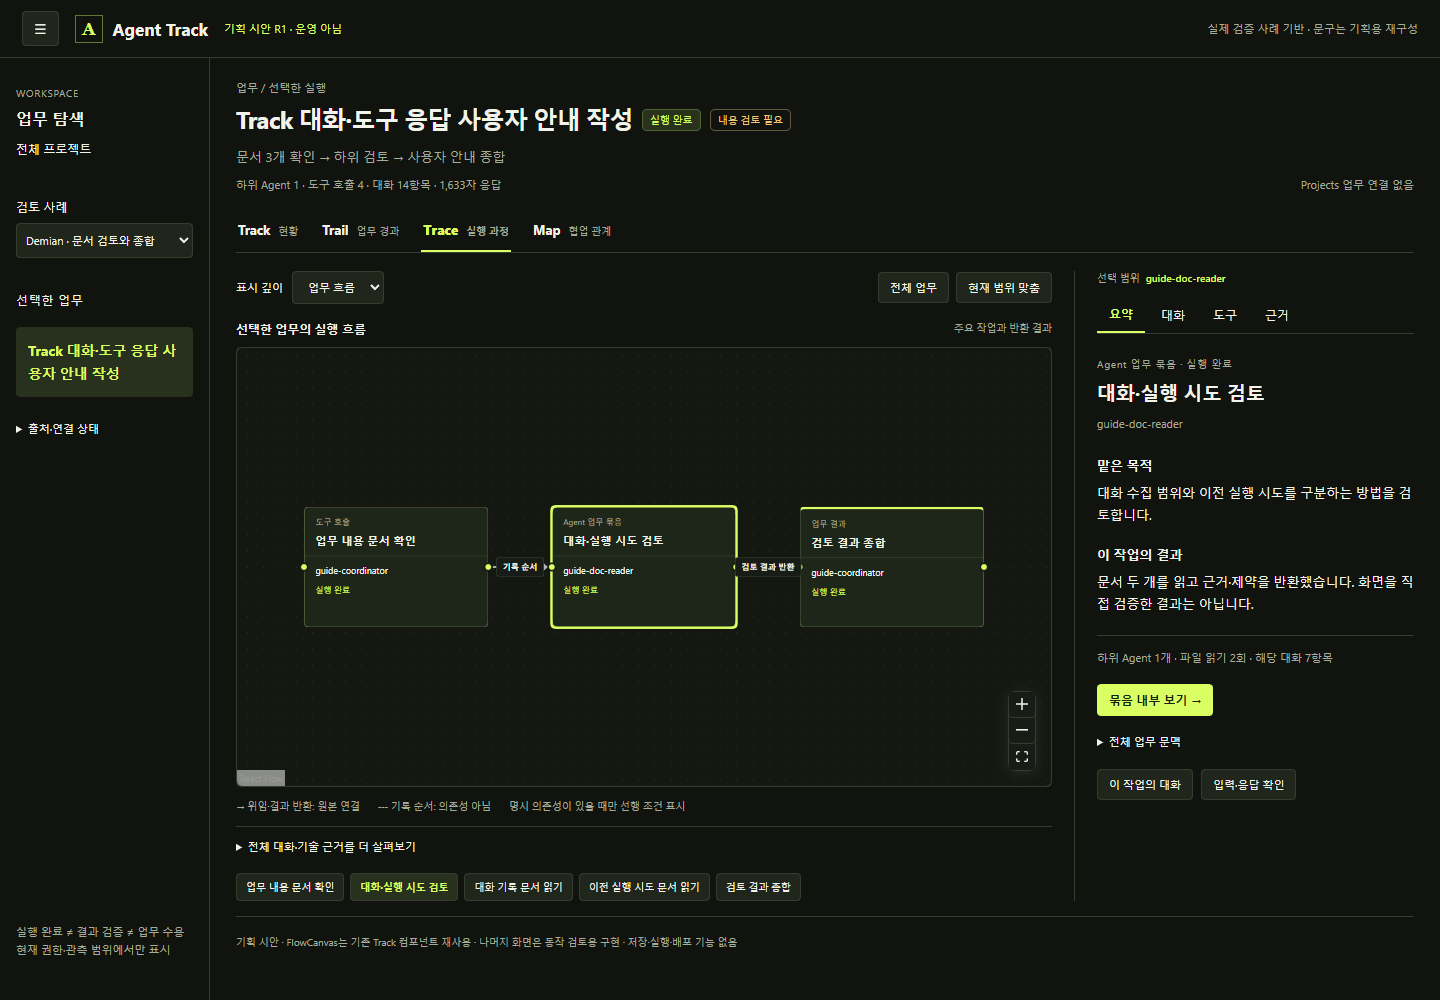 ☰
A
Agent Track
기획 시안 R1 · 운영 아님
실제 검증 사례 기반 · 문구는 기획용 재구성
WORKSPACE
업무 탐색
전체 프로젝트
검토 사례
Demian · 문서 검토와 종합
선택한 업무
Track 대화·도구 응답 사
용자 안내 작성
▶ 출처·연결 상태
실행 완료 ≠ 결과 검증 ≠ 업무 수용
현재 권한·관측 범위에서만 표시
업무 / 선택한 실행
Track 대화·도구 응답 사용자 안내 작성
실행 완료
내용 검토 필요
문서 3개 확인 → 하위 검토 → 사용자 안내 종합
하위 Agent 1 · 도구 호출 4 · 대화 14항목 · 1,633자 응답
Projects 업무 연결 없음
Track 현황
Trail 업무 경과
Trace 실행 과정
Map 협업 관계
표시 깊이
업무 흐름
전체 업무
현재 범위 맞춤
선택한 업무의 실행 흐름
주요 작업과 반환 결과
도구 호출
업무 내용 문서 확인
guide-coordinator
실행 완료
기록 순서
Agent 업무 묶음
대화·실행 시도 검토
guide-doc-reader
실행 완료
검토 결과 반환
업무 결과
검토 결과 종합
guide-coordinator
실행 완료
React Flow
→ 위임·결과 반환: 원본 연결
--- 기록 순서: 의존성 아님
명시 의존성이 있을 때만 선행 조건 표시
▶ 전체 대화·기술 근거를 더 살펴보기
업무 내용 문서 확인
대화·실행 시도 검토
대화 기록 문서 읽기
이전 실행 시도 문서 읽기
검토 결과 종합
기획 시안 · FlowCanvas는 기존 Track 컴포넌트 재사용 · 나머지 화면은 동작 검토용 구현 · 저장·실행·배포 기능 없음
선택 범위 guide-doc-reader
요약
대화
도구
근거
Agent 업무 묶음 · 실행 완료
대화·실행 시도 검토
guide-doc-reader
맡은 목적
대화 수집 범위와 이전 실행 시도를 구분하는 방법을 검
토합니다.
이 작업의 결과
문서 두 개를 읽고 근거·제약을 반환했습니다. 화면을 직
접 검증한 결과는 아닙니다.
하위 Agent 1개 · 파일 읽기 2회 · 해당 대화 7항목
묶음 내부 보기 →
▶ 전체 업무 문맥
이 작업의 대화
입력·응답 확인